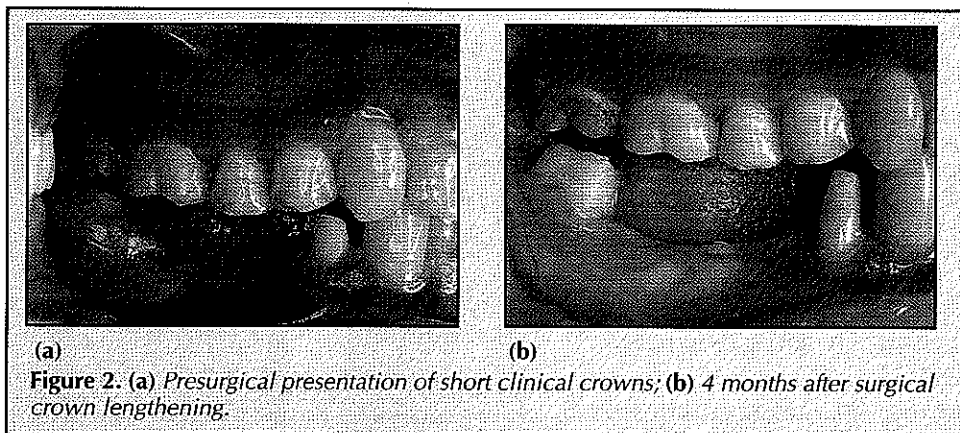 (a)
(b)
Figure 2. (a) Presurgical presentation of short clinical crowns; (b) 4 months after surgical
crown lengthening.